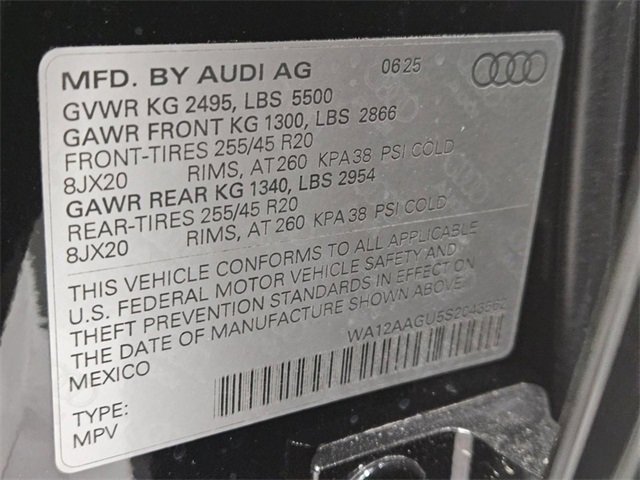 MFD. BY AUDI AG 0625
GVWR KG 2495, LBS 5500
GAWR FRONT KG 1300, LBS 2866
FRONT-TIRES 255/45 R20
8JX20 RIMS, AT 260 KPA 38 PSI COLD
GAWR REAR KG 1340, LBS 2954
REAR-TIRES 255/45 R20
8JX20 RIMS, AT 260 KPA 38 PSI COLD
THIS VEHICLE CONFORMS TO ALL APPLICABLE
U.S. FEDERAL MOTOR VEHICLE SAFETY AND
THEFT PREVENTION STANDARDS IN EFFECT ON
THE DATE OF MANUFACTURE SHOWN ABOVE.
MEXICO WA12AAGU5S2043562
TYPE:
MPV